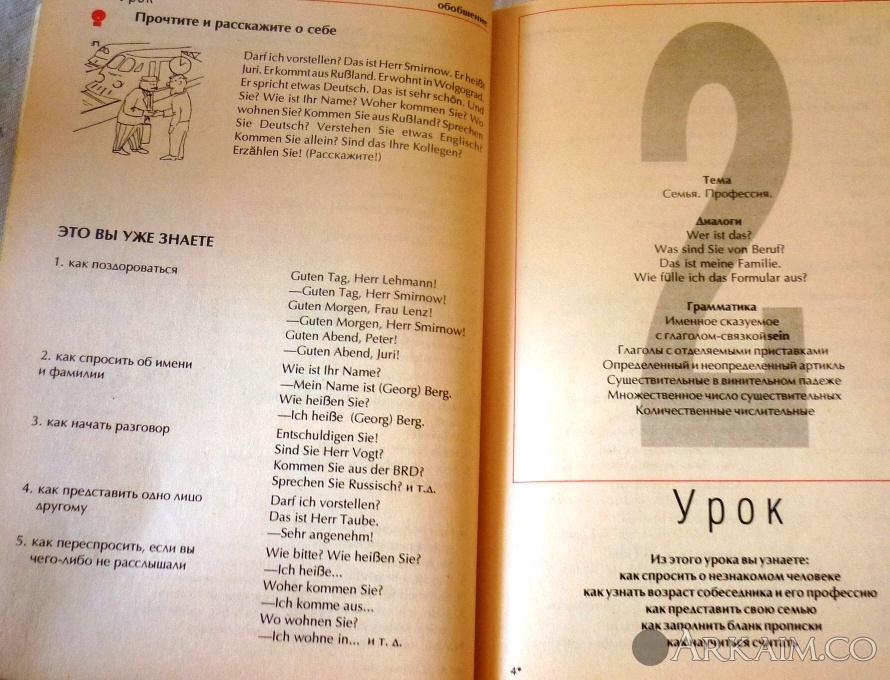 Урок
обобщение
Прочтите и расскажите о себе
Darf ich vorstellen? Das ist Herr Smirnow. Er heißt
Juri. Er kommt aus Rußland. Er wohnt in Wolgograd.
Er spricht etwas Deutsch. Das ist sehr schön. Und
Sie? Wie ist Ihr Name? Woher kommen Sie? Wo
wohnen Sie? Kommen Sie aus Rußland? Sprechen
Sie Deutsch? Verstehen Sie etwas Englisch?
Kommen Sie allein? Sind das Ihre Kollegen?
Erzählen Sie! (Расскажите!)
ЭТО ВЫ УЖЕ ЗНАЕТЕ
1. как поздороваться
Guten Tag, Herr Lehmann!
—Guten Tag, Herr Smirnow!
Guten Morgen, Frau Lenz!
—Guten Morgen, Herr Smirnow!
Guten Abend, Peter!
—Guten Abend, Juri!
2. как спросить об имени
и фамилии
Wie ist Ihr Name?
—Mein Name ist (Georg) Berg.
Wie heißen Sie?
—Ich heiße (Georg) Berg.
3. как начать разговор
Entschuldigen Sie!
Sind Sie Herr Vogt?
Kommen Sie aus der BRD?
Sprechen Sie Russisch? и т.д.
4. как представить одно лицо
другому
Darf ich vorstellen?
Das ist Herr Taube.
—Sehr angenehm!
5. как переспросить, если вы
чего-либо не расслышали
Wie bitte? Wie heißen Sie?
—Ich heiße...
Woher kommen Sie?
—Ich komme aus...
Wo wohnen Sie?
—Ich wohne in... и т. д.
2
Тема
Семья. Профессия.
Диалоги
Wer ist das?
Was sind Sie von Beruf?
Das ist meine Familie.
Wie fülle ich das Formular aus?
Грамматика
Именное сказуемое
с глаголом-связкой sein
Глаголы с отделяемыми приставками
Определенный и неопределенный артикль
Существительные в винительном падеже
Множественное число существительных
Количественные числительные
Урок
Из этого урока вы узнаете:
как спросить о незнакомом человеке
как узнать возраст собеседника и его профессию
как представить свою семью
как заполнить бланк прописки
как научиться считать
4*
ARKAIM.CO